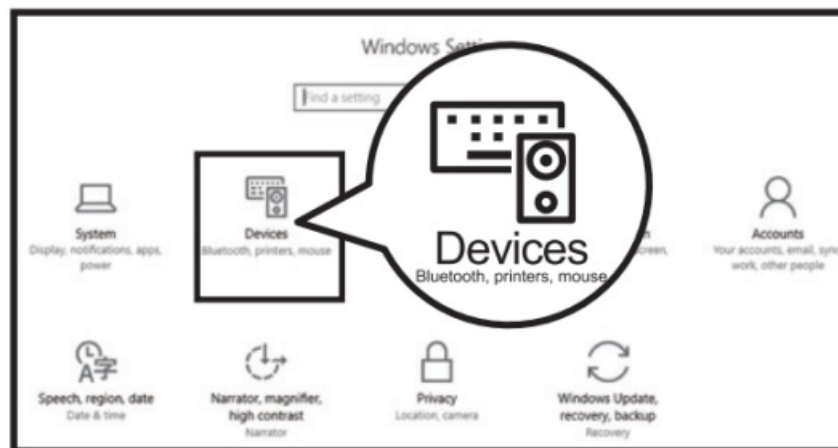 Windows
Find a setting
Devices
Bluetooth, printers, mouse
System
Display, notifications, apps,
power
Devices
Bluetooth, printers, mouse
Accounts
Your accounts, email, sync,
work, other people
Speech, region, date
Date & time
Narrator, magnifier,
high contrast
Narrator
Privacy
Location, camera
Windows Update,
recovery, backup
Recovery
A字